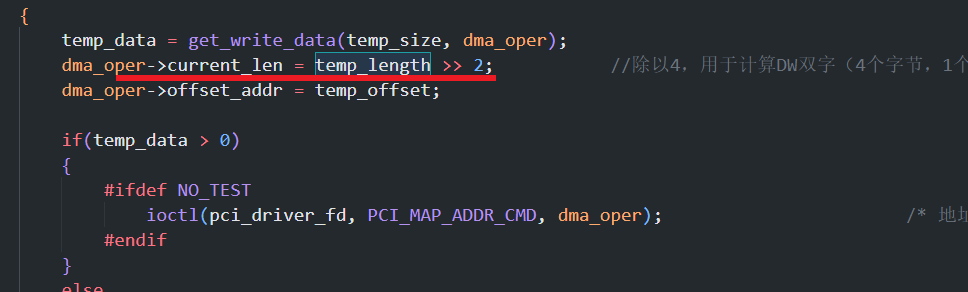 {
temp_data = get_write_data(temp_size, dma_oper);
dma_oper->current_len = temp_length >> 2; //除以4，用于计算DW双字（4个字节，1个
dma_oper->offset_addr = temp_offset;
if(temp_data > 0)
{
#ifdef NO_TEST
ioctl(pci_driver_fd, PCI_MAP_ADDR_CMD, dma_oper); /* 地址
#endif
}
else